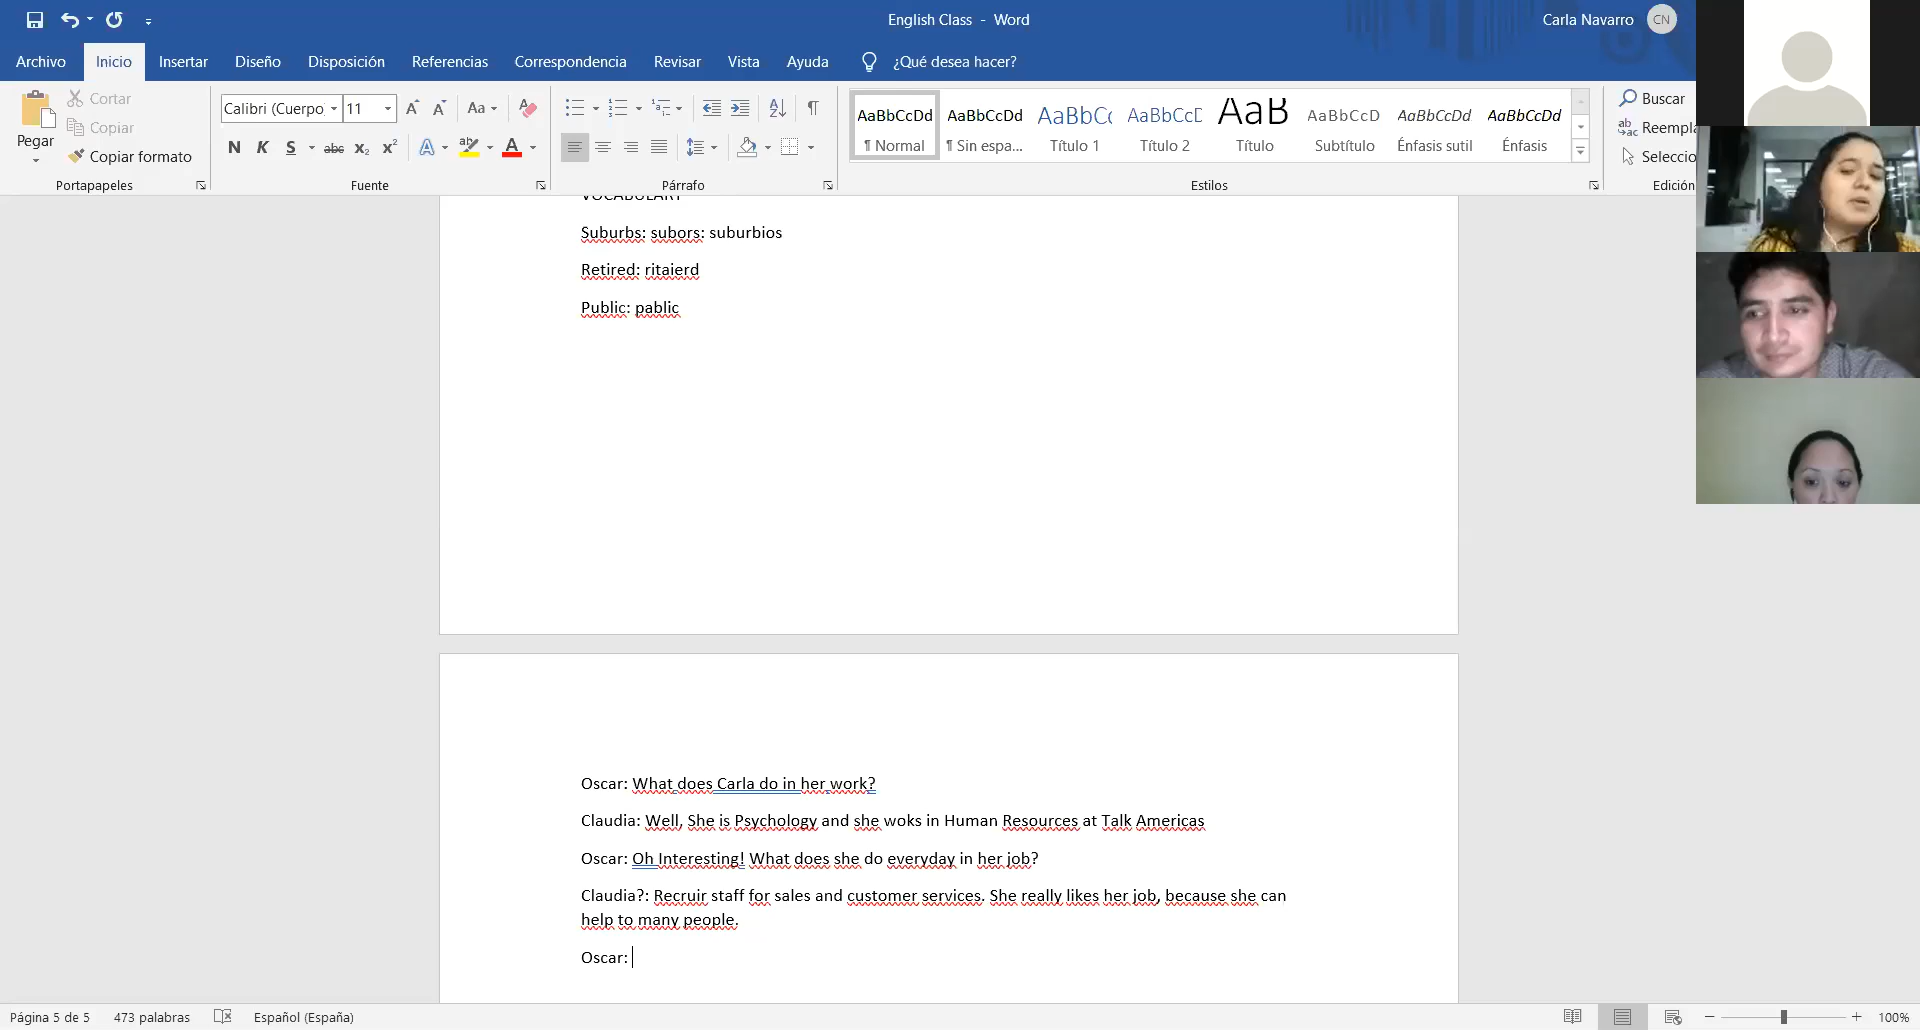 English Class - Word
Carla Navarro CN
Archivo Inicio Insertar Diseño Disposición Referencias Correspondencia Revisar Vista Ayuda ¿Qué desea hacer?
Pegar
Cortar
Copiar
Copiar formato
Portapapeles
Calibri (Cuerpo 11
Aa
N K S abc x₂ x²
Fuente
Párrafo
AaBbCcDd AaBbCcDd AaBbCc AaBbCcD AaB AaBbCcD AaBbCcDd AaBbCcDd
¶ Normal ¶ Sin espa... Título 1 Título 2 Título Subtítulo Énfasis sutil Énfasis
Estilos
Buscar
Reempla
Seleccio
Edición
VOCABULARY
Suburbs: subors: suburbios
Retired: ritaierd
Public: pablic
Oscar: What does Carla do in her work?
Claudia: Well, She is Psychology and she woks in Human Resources at Talk Americas
Oscar: Oh Interesting! What does she do everyday in her job?
Claudia?: Recruir staff for sales and customer services. She really likes her job, because she can
help to many people.
Oscar:
Página 5 de 5 473 palabras Español (España) 100%